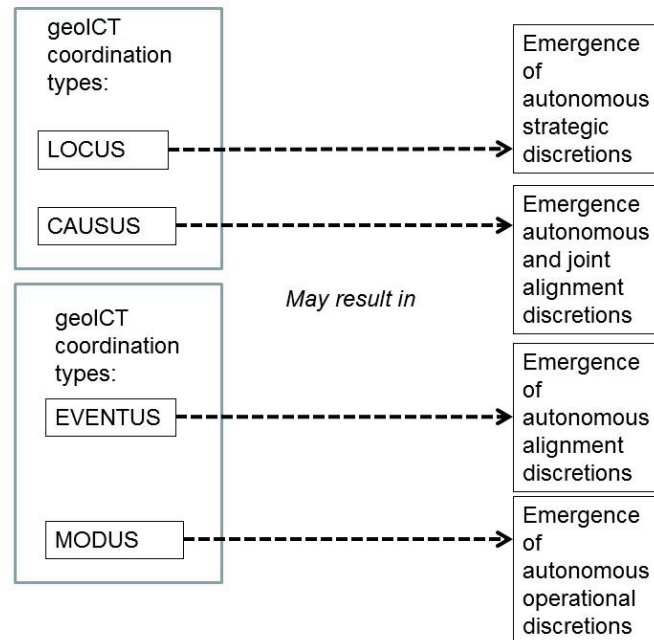 geoICT
coordination
types:
LOCUS
CAUSUS
geoICT
coordination
types:
EVENTUS
MODUS
May result in
Emergence
of
autonomous
strategic
discretions
Emergence
autonomous
and joint
alignment
discretions
Emergence
of
autonomous
alignment
discretions
Emergence
of
autonomous
operational
discretions